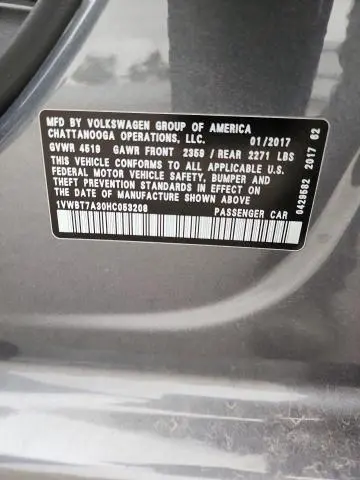 MFD BY VOLKSWAGEN GROUP OF AMERICA
CHATTANOOGA OPERATIONS, LLC. 01/2017
GVWR 4519 GAWR FRONT 2359 / REAR 2271 LBS
THIS VEHICLE CONFORMS TO ALL APPLICABLE U.S.
FEDERAL MOTOR VEHICLE SAFETY, BUMPER AND
THEFT PREVENTION STANDARDS IN EFFECT ON
THE DATE OF MANUFACTURE SHOWN ABOVE
1VWBT7A30HC053208 PASSENGER CAR
0429582 2017 62